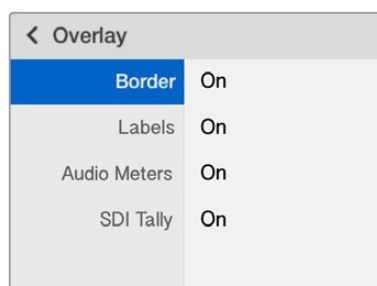 Overlay
Border On
Labels On
Audio Meters On
SDI Tally On